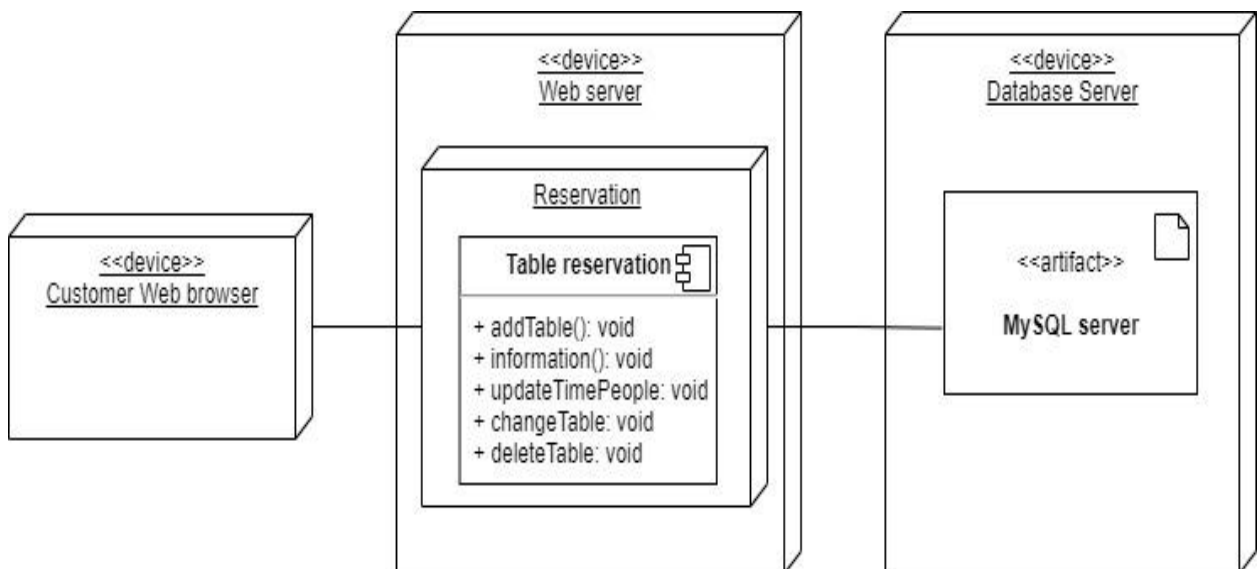 <<device>>
Customer Web browser
<<device>>
Web server
Reservation
Table reservation
+ addTable(): void
+ information(): void
+ updateTimePeople: void
+ changeTable: void
+ deleteTable: void
<<device>>
Database Server
<<artifact>>
MySQL server